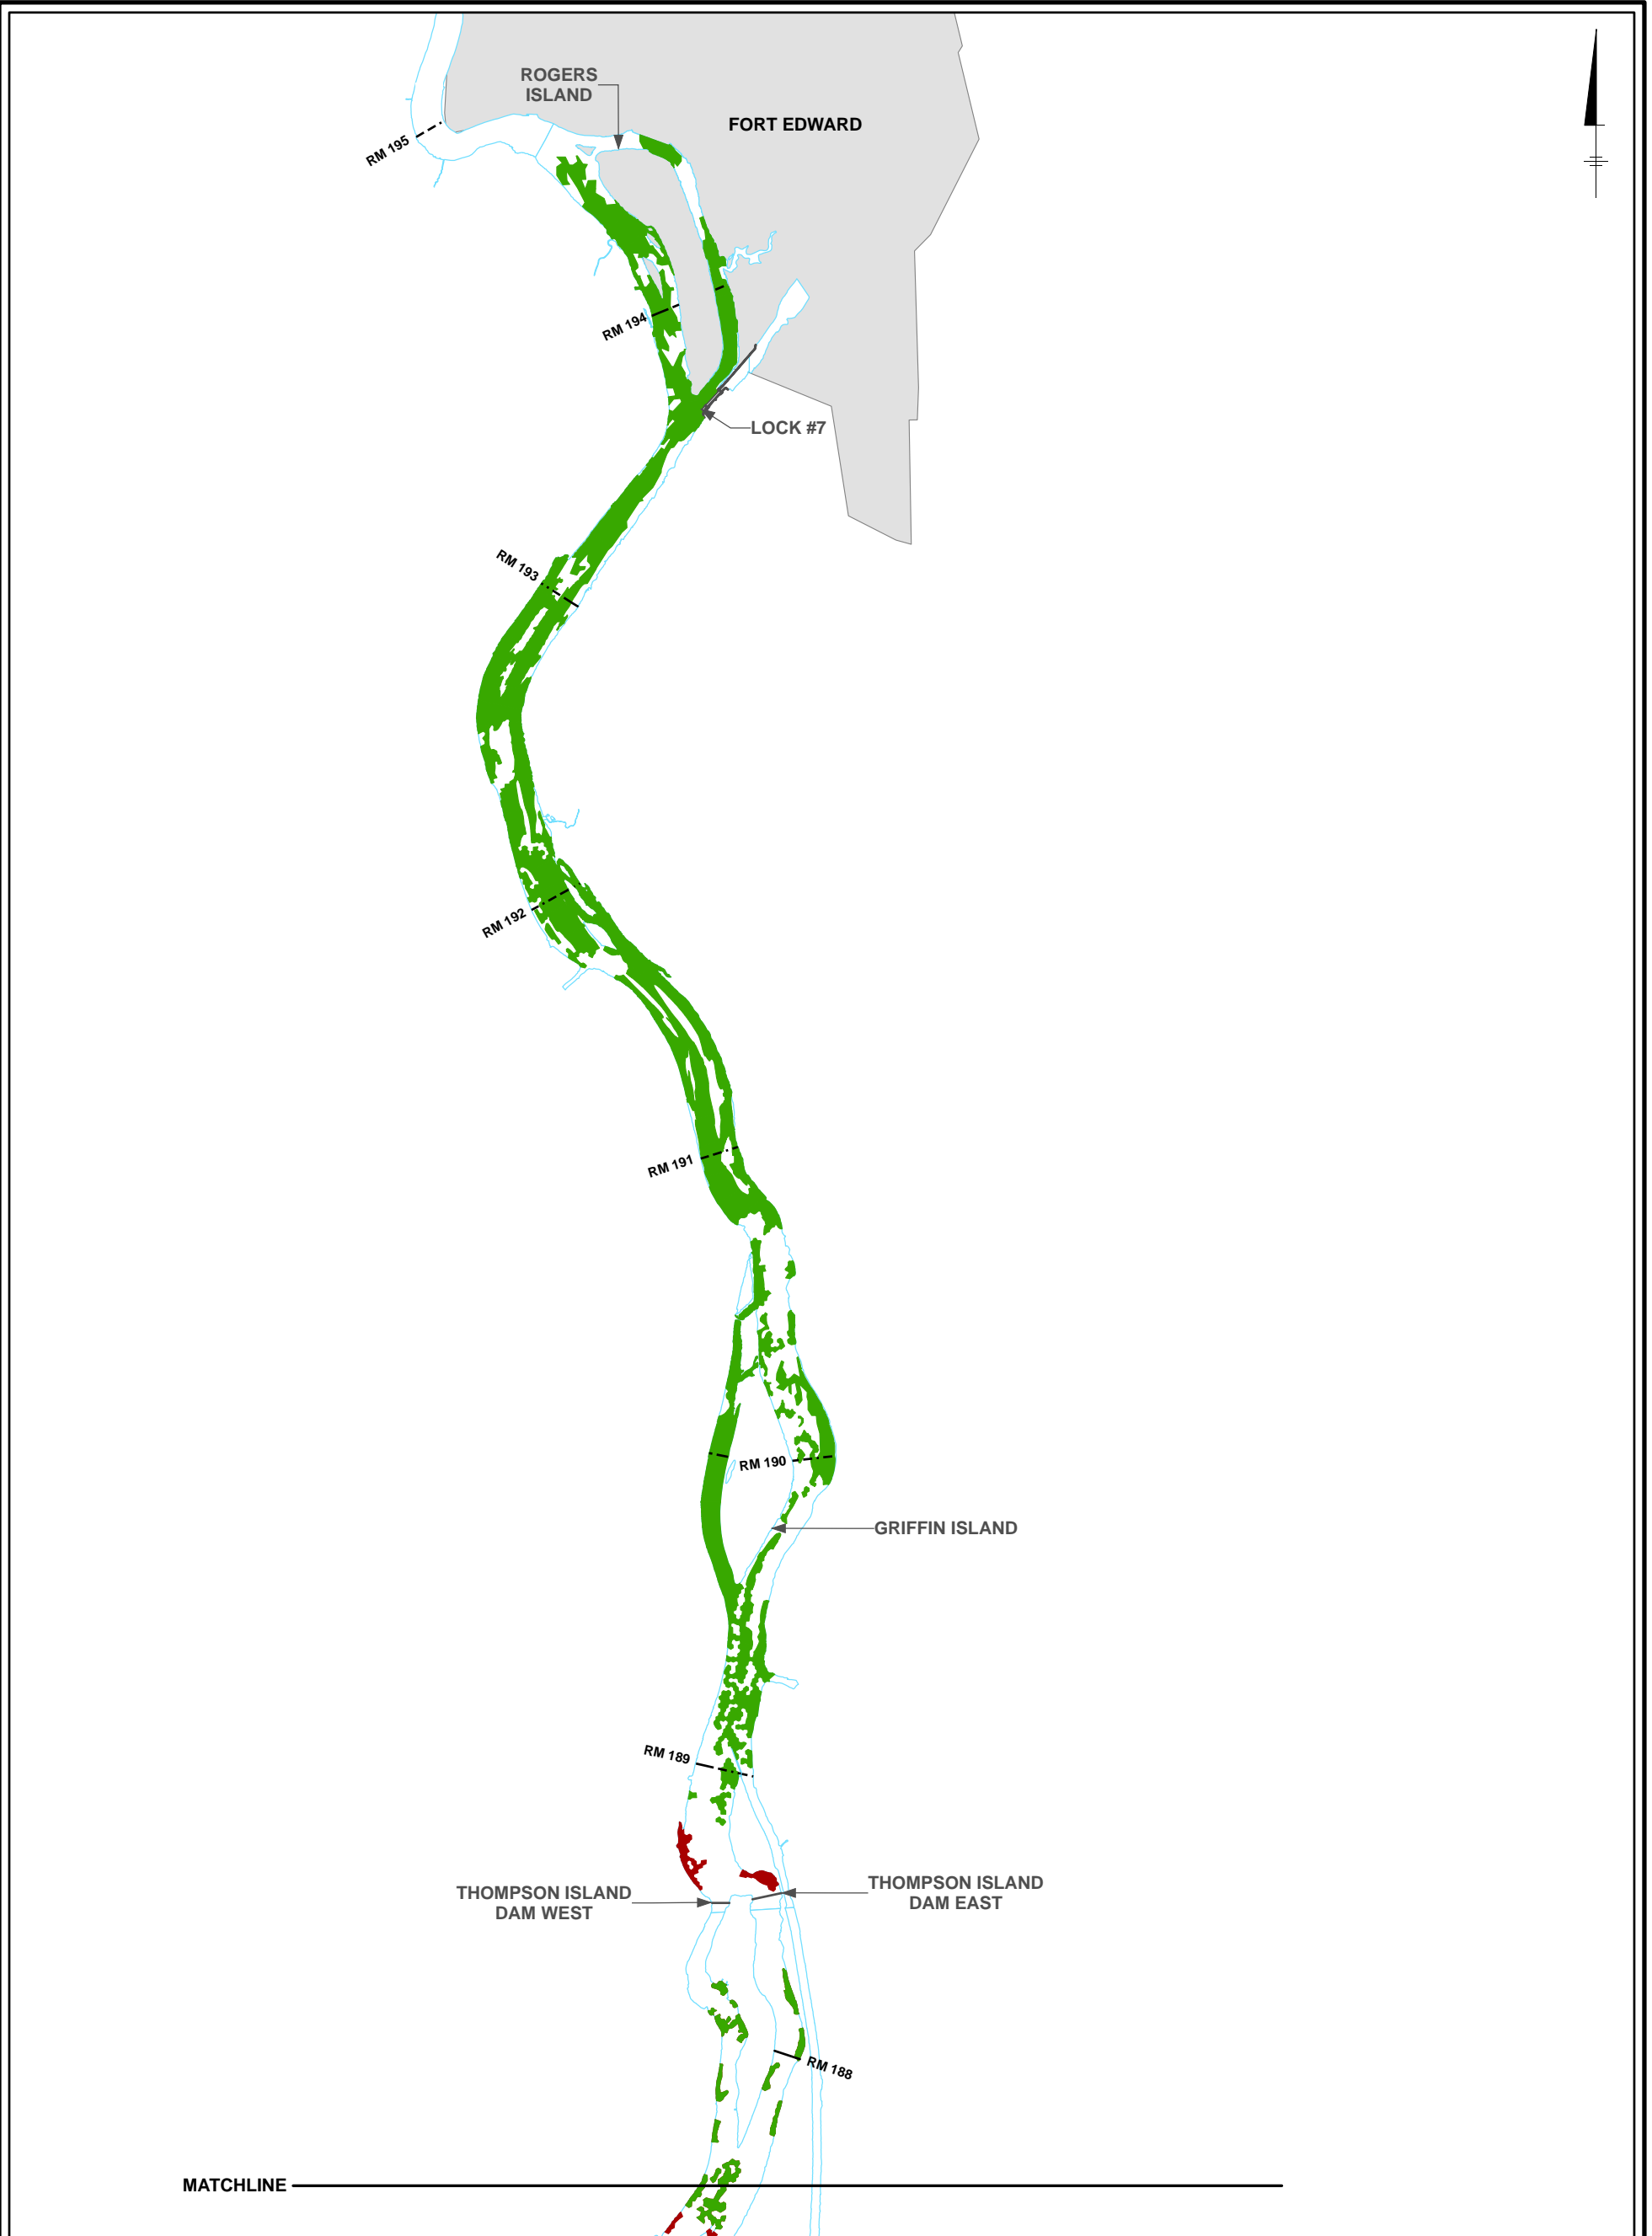 ROGERS
ISLAND
FORT EDWARD
RM 195
RM 194
LOCK #7
RM 193
RM 192
RM 191
RM 190
GRIFFIN ISLAND
RM 189
THOMPSON ISLAND
DAM WEST
THOMPSON ISLAND
DAM EAST
RM 188
MATCHLINE